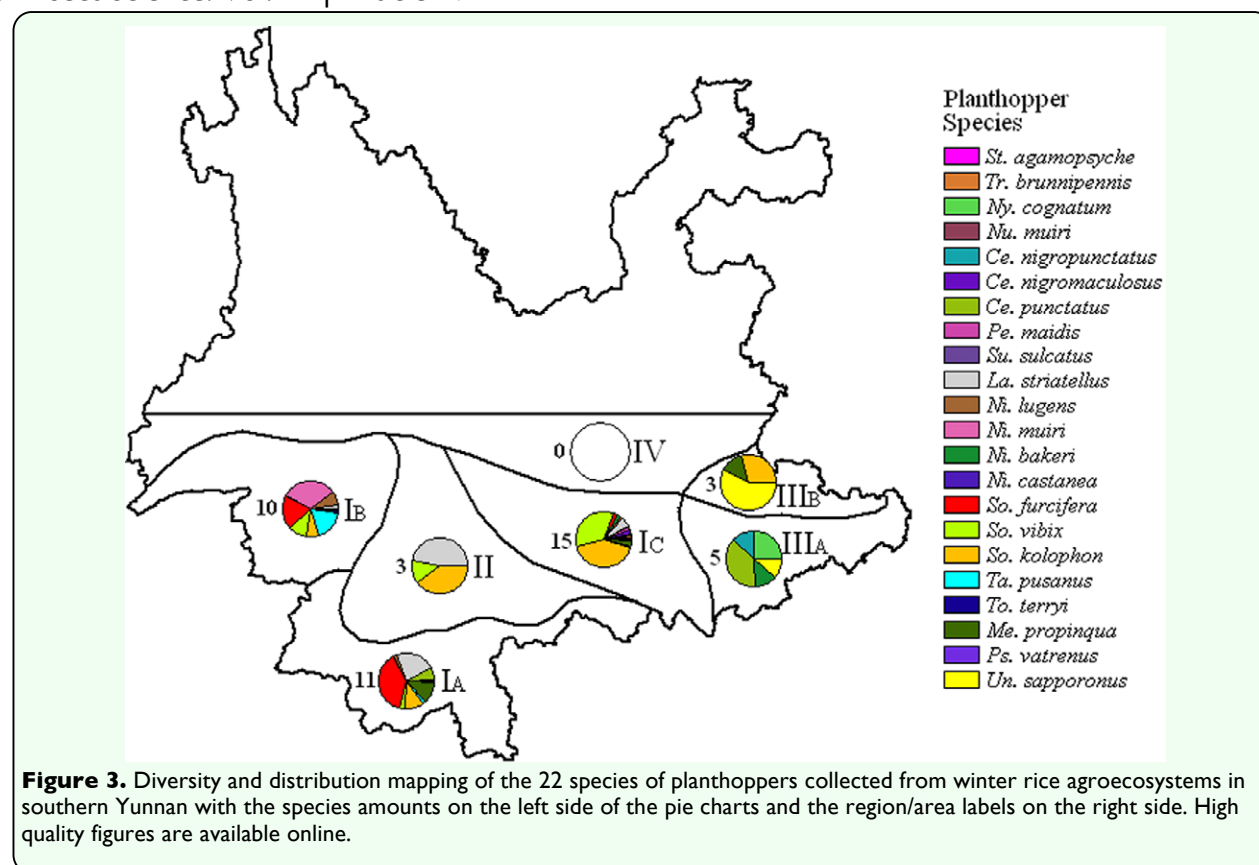 Planthopper
Species
St. agamopsyche
Tr. brunnipennis
Ny. cognatum
Nu. muiri
Ce. nigropunctatus
Ce. nigromaculosus
Ce. punctatus
Pe. maidis
Su. sulcatus
La. striatellus
Ni. lugens
Ni. muiri
Ni. bakeri
Ni. castanea
So. furcifera
So. vibix
So. kolophon
Ta. pusanus
To. terryi
Me. propinqua
Ps. vatrenus
Un. sapporonus
0 IV
3 IIIB
10 IB
15 IC
5 IIIA
3 II
11 IA
Figure 3. Diversity and distribution mapping of the 22 species of planthoppers collected from winter rice agroecosystems in
southern Yunnan with the species amounts on the left side of the pie charts and the region/area labels on the right side. High
quality figures are available online.